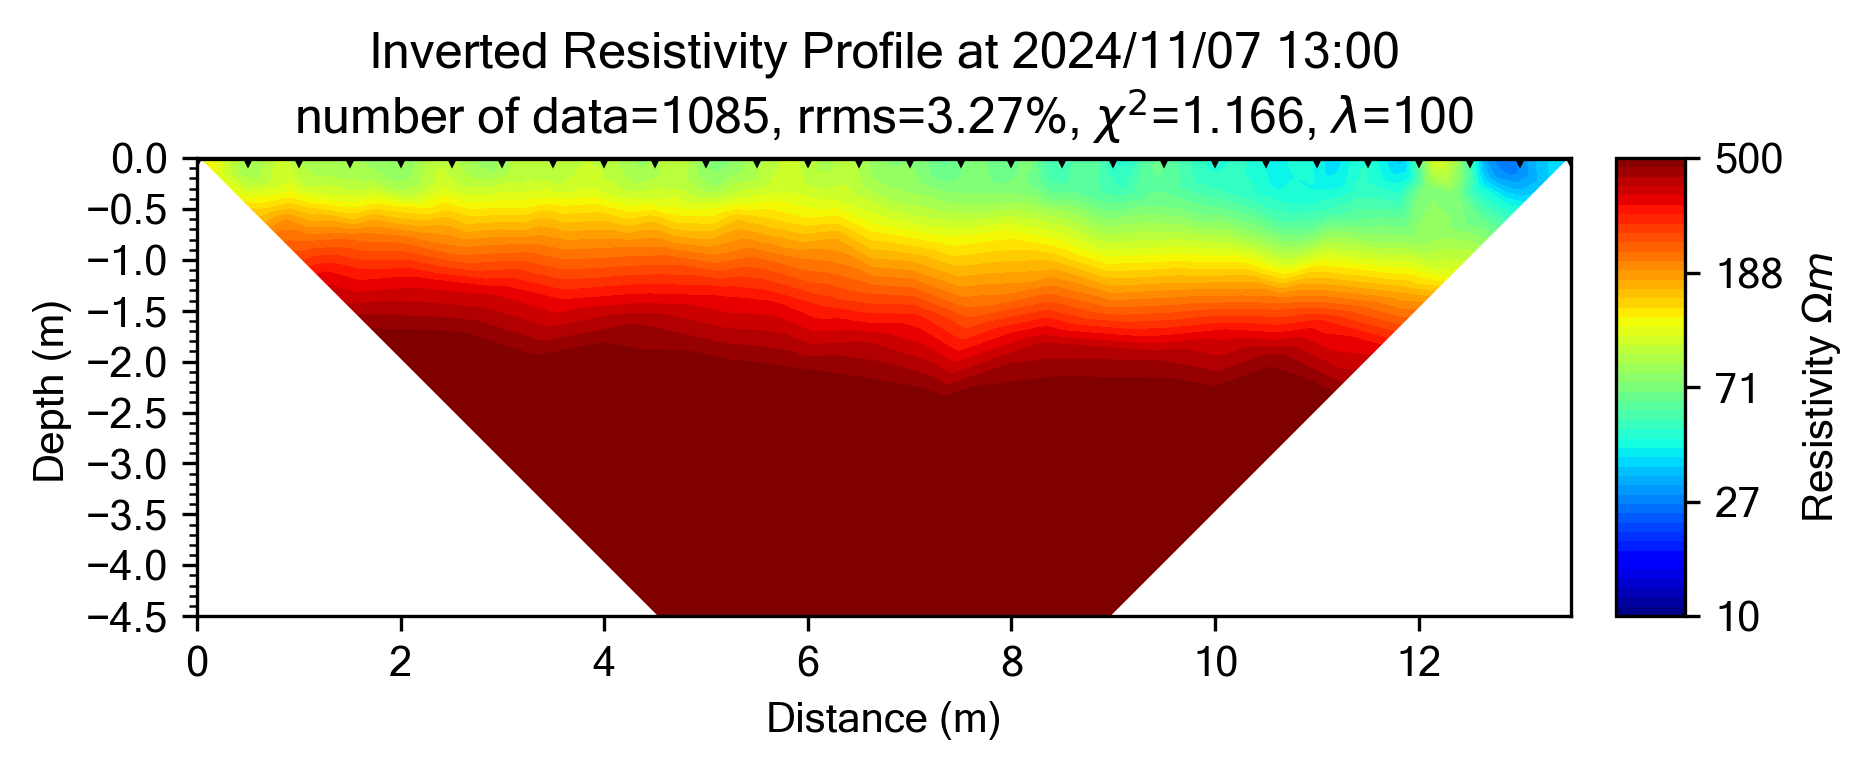 Inverted Resistivity Profile at 2024/11/07 13:00
number of data=1085, rrms=3.27%, χ²=1.166, λ=100
0.0
−0.5
−1.0
−1.5
−2.0
−2.5
−3.0
−3.5
−4.0
−4.5
Depth (m)
0 2 4 6 8 10 12
Distance (m)
500
188
71
27
10
Resistivity Ωm